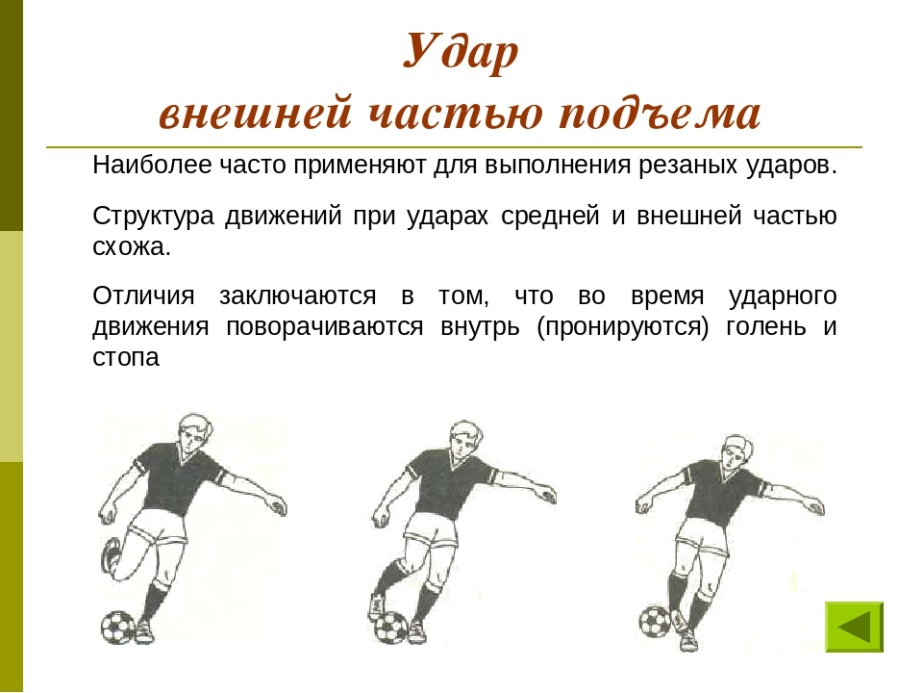 Удар
внешней частью подъема
Наиболее часто применяют для выполнения резаных ударов.
Структура движений при ударах средней и внешней частью
схожа.
Отличия заключаются в том, что во время ударного
движения поворачиваются внутрь (пронируются) голень и
стопа